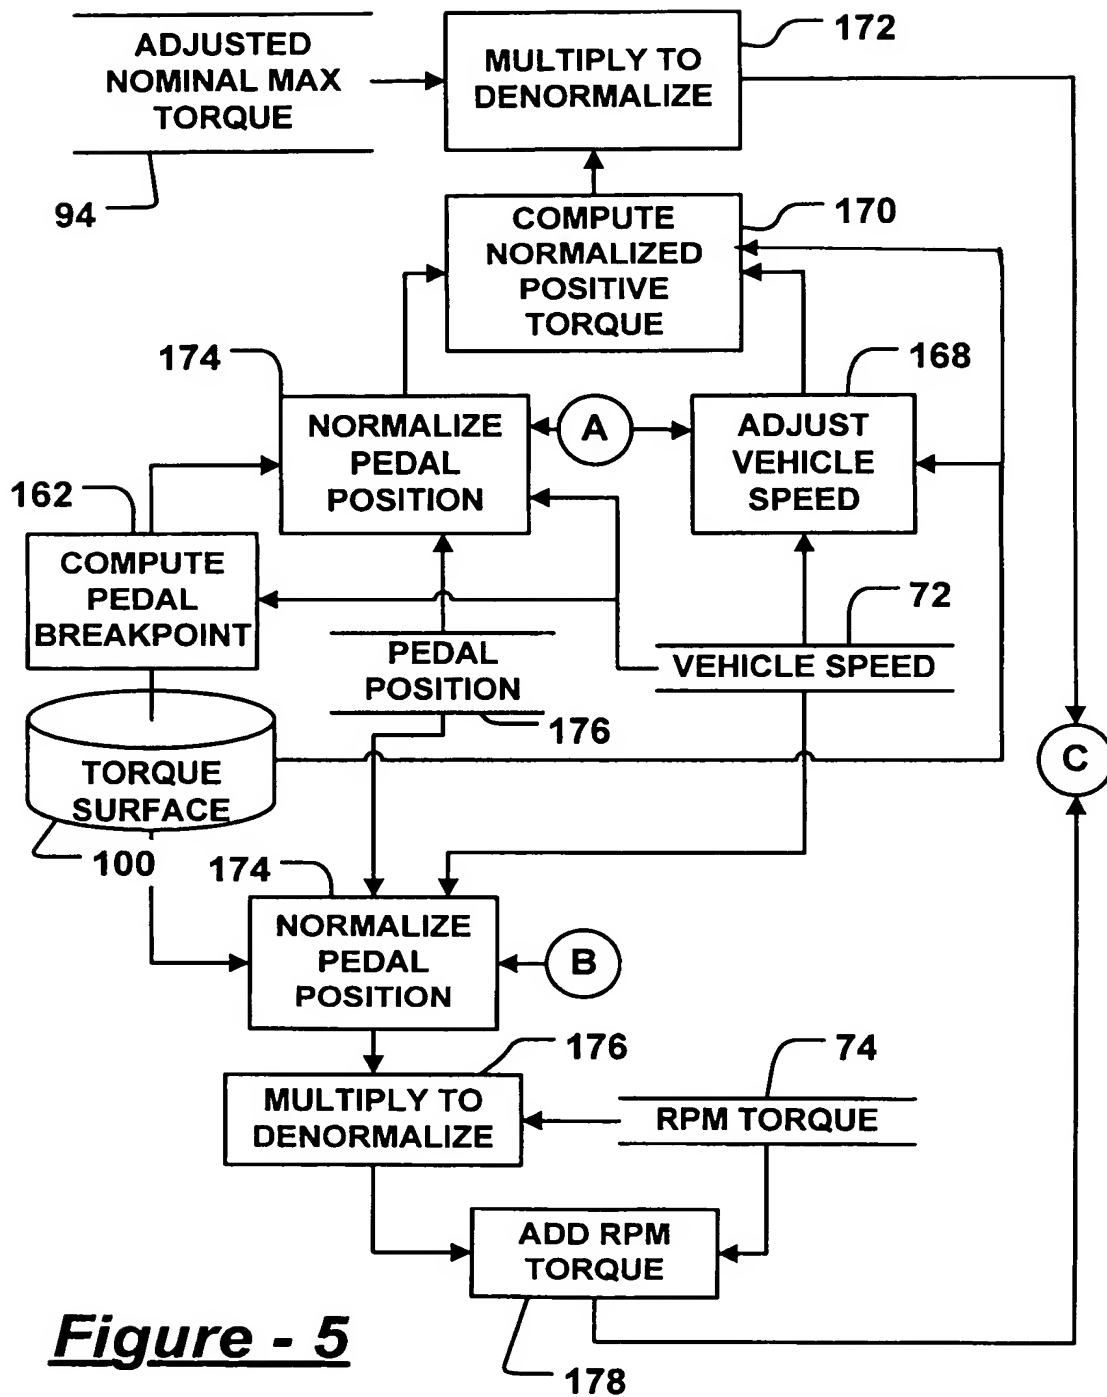 ADJUSTED
NOMINAL MAX
TORQUE
94
MULTIPLY TO
DENORMALIZE
172
COMPUTE
NORMALIZED
POSITIVE
TORQUE
170
174
NORMALIZE
PEDAL
POSITION
A
168
ADJUST
VEHICLE
SPEED
162
COMPUTE
PEDAL
BREAKPOINT
PEDAL
POSITION
176
72
VEHICLE SPEED
TORQUE
SURFACE
100
C
174
NORMALIZE
PEDAL
POSITION
B
176
MULTIPLY TO
DENORMALIZE
74
RPM TORQUE
ADD RPM
TORQUE
178
Figure - 5